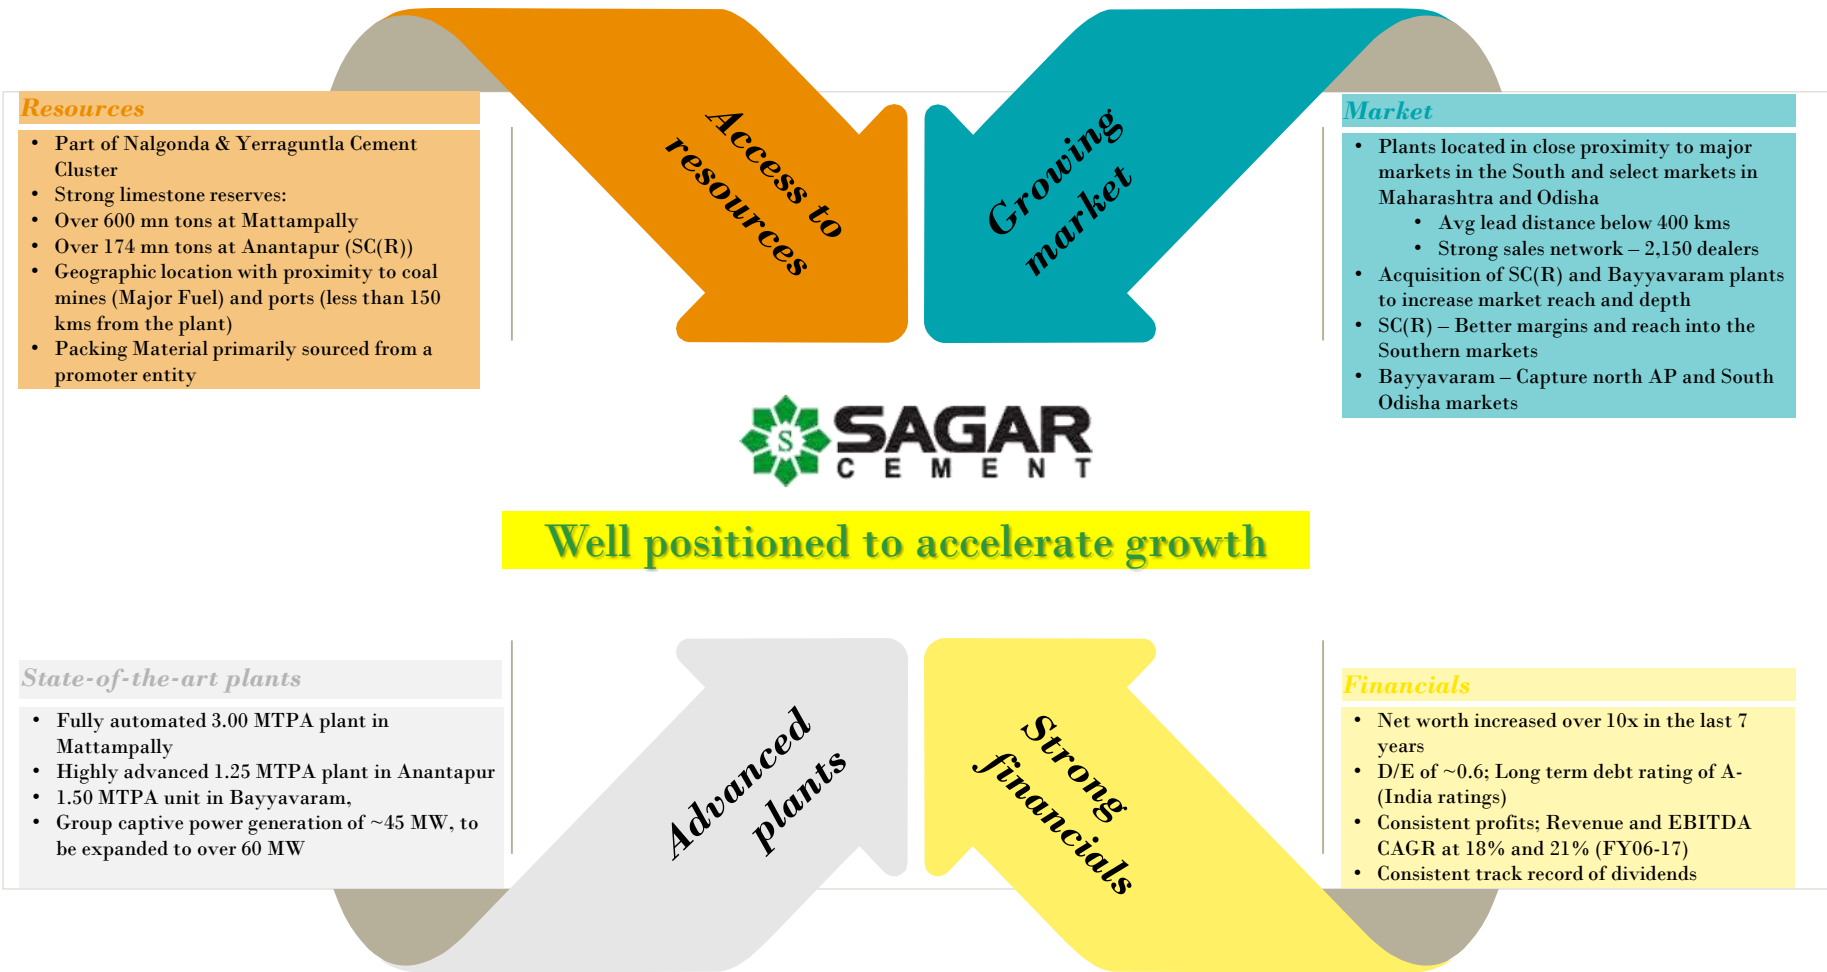 Access to
resources
Growing
market
Resources
• Part of Nalgonda & Yerraguntla Cement
Cluster
• Strong limestone reserves:
• Over 600 mn tons at Mattampally
• Over 174 mn tons at Anantapur (SC(R))
• Geographic location with proximity to coal
mines (Major Fuel) and ports (less than 150
kms from the plant)
• Packing Material primarily sourced from a
promoter entity
Market
• Plants located in close proximity to major
markets in the South and select markets in
Maharashtra and Odisha
• Avg lead distance below 400 kms
• Strong sales network – 2,150 dealers
• Acquisition of SC(R) and Bayyavaram plants
to increase market reach and depth
• SC(R) – Better margins and reach into the
Southern markets
• Bayyavaram – Capture north AP and South
Odisha markets
S
SAGAR
CEMENT
Well positioned to accelerate growth
State-of-the-art plants
• Fully automated 3.00 MTPA plant in
Mattampally
• Highly advanced 1.25 MTPA plant in Anantapur
• 1.50 MTPA unit in Bayyavaram,
• Group captive power generation of ~45 MW, to
be expanded to over 60 MW
Advanced
plants
Strong
financials
Financials
• Net worth increased over 10x in the last 7
years
• D/E of ~0.6; Long term debt rating of A-
(India ratings)
• Consistent profits; Revenue and EBITDA
CAGR at 18% and 21% (FY06-17)
• Consistent track record of dividends